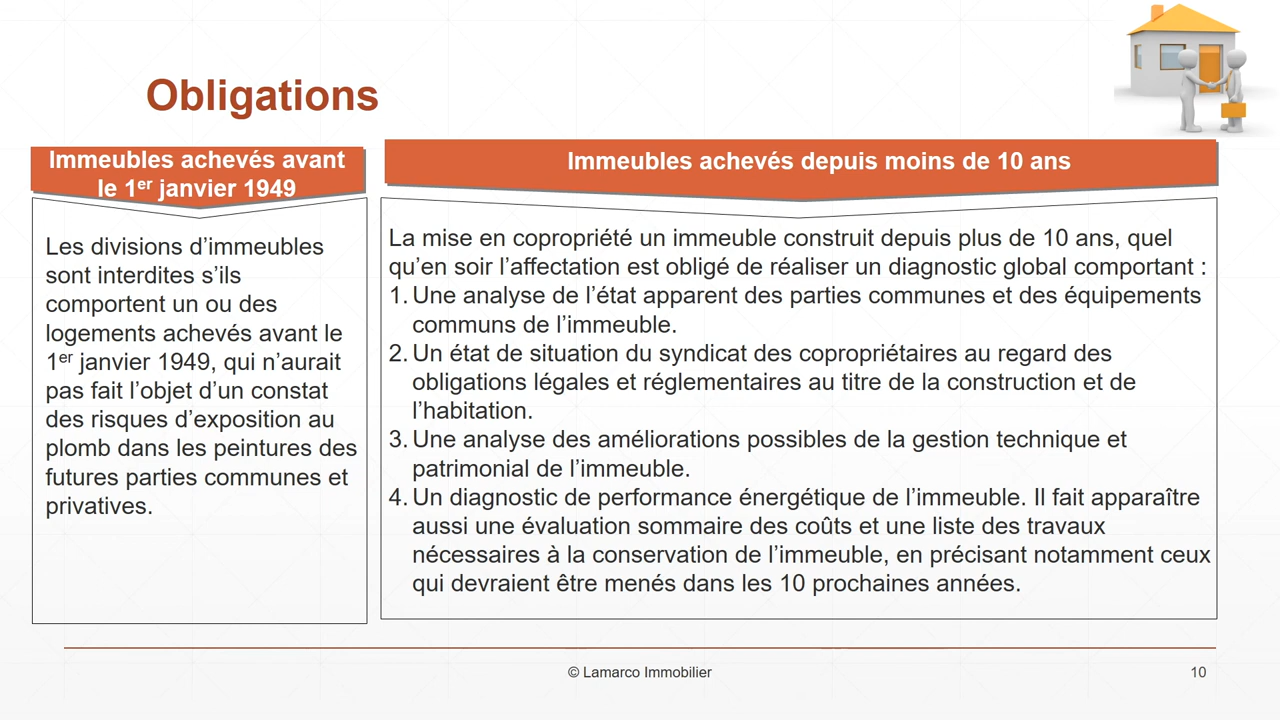 Obligations
Immeubles achevés avant
le 1er janvier 1949
Les divisions d’immeubles
sont interdites s’ils
comportent un ou des
logements achevés avant le
1er janvier 1949, qui n’aurait
pas fait l’objet d’un constat
des risques d’exposition au
plomb dans les peintures des
futures parties communes et
privatives.
Immeubles achevés depuis moins de 10 ans
La mise en copropriété un immeuble construit depuis plus de 10 ans, quel
qu’en soir l’affectation est obligé de réaliser un diagnostic global comportant :
1. Une analyse de l’état apparent des parties communes et des équipements
communs de l’immeuble.
2. Un état de situation du syndicat des copropriétaires au regard des
obligations légales et réglementaires au titre de la construction et de
l’habitation.
3. Une analyse des améliorations possibles de la gestion technique et
patrimonial de l’immeuble.
4. Un diagnostic de performance énergétique de l’immeuble. Il fait apparaître
aussi une évaluation sommaire des coûts et une liste des travaux
nécessaires à la conservation de l’immeuble, en précisant notamment ceux
qui devraient être menés dans les 10 prochaines années.
© Lamarco Immobilier
10